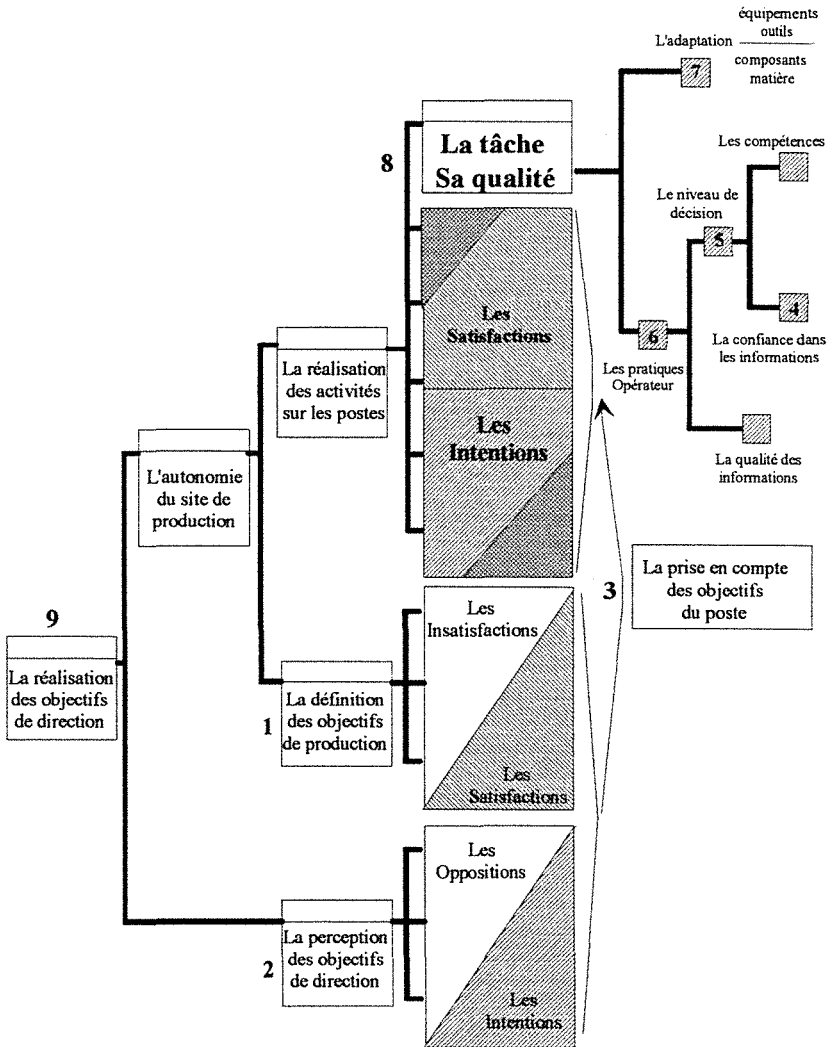 équipements
outils
L'adaptation
composants
matière
7
8
La tâche
Sa qualité
Les compétences
Le niveau de
décision
5
4
Les
Satisfactions
6
La confiance dans
les informations
La réalisation
des activités
sur les postes
Les pratiques
Opérateur
Les
Intentions
La qualité des
informations
L'autonomie
du site de
production
3
La prise en compte
des objectifs
du poste
Les
Insatisfactions
9
La réalisation
des objectifs
de direction
1
La définition
des objectifs
de production
Les
Satisfactions
Les
Oppositions
2
La perception
des objectifs
de direction
Les
Intentions